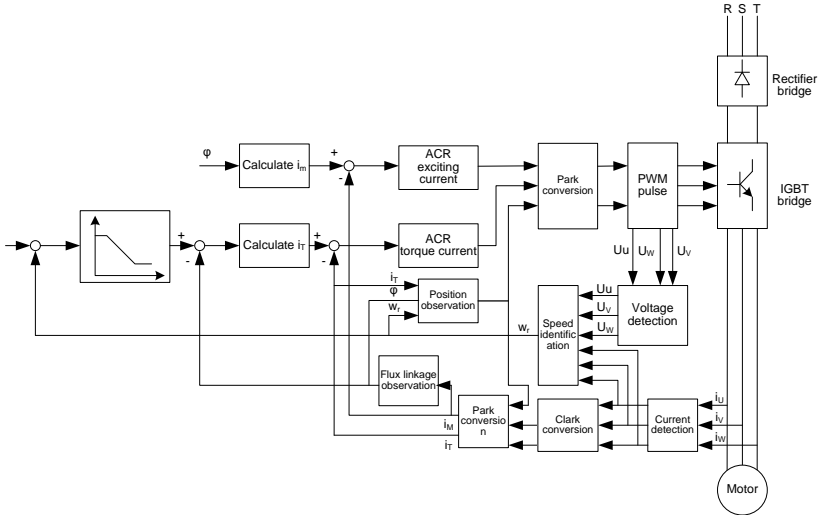 R S T
Rectifier
bridge
φ
Calculate im
+
-
ACR
exciting
current
Park
conversion
PWM
pulse
IGBT
bridge
+
-
Calculate iT
+
-
ACR
torque current
Uu
UW
UV
iT
φ
wr
Position
observation
wr
Speed
identific
ation
Uu
UV
UW
Voltage
detection
Flux linkage
observation
iM
iT
Park
conversio
n
Clark
conversion
Current
detection
iU
iV
iW
Motor